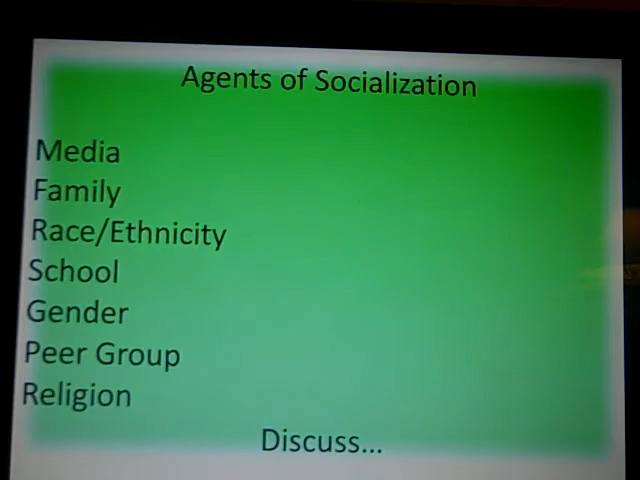 Agents of Socialization
Media
Family
Race/Ethnicity
School
Gender
Peer Group
Religion
Discuss...